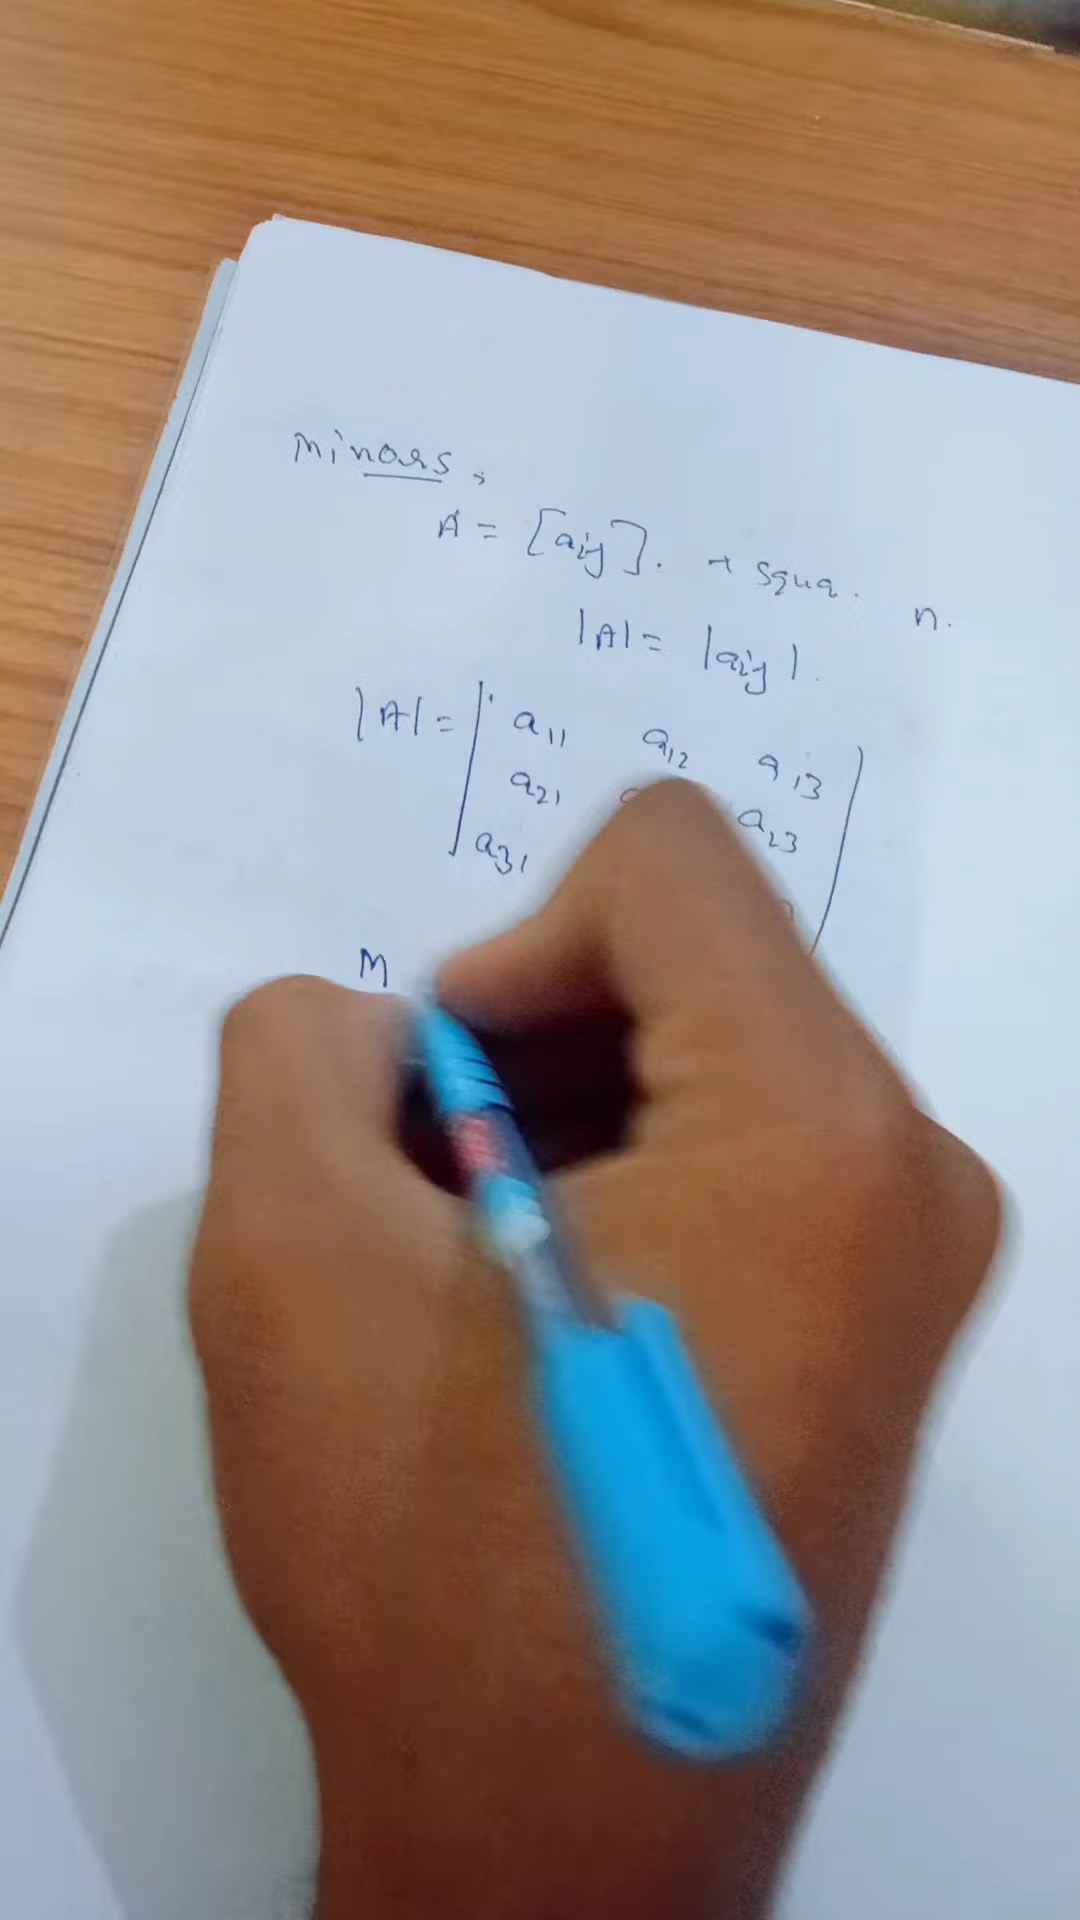 Minors,
A = [aij]. → squa. n.
|A| = |aij|.
|A| = | a11 a12 a13 |
a21 a23
a31
M